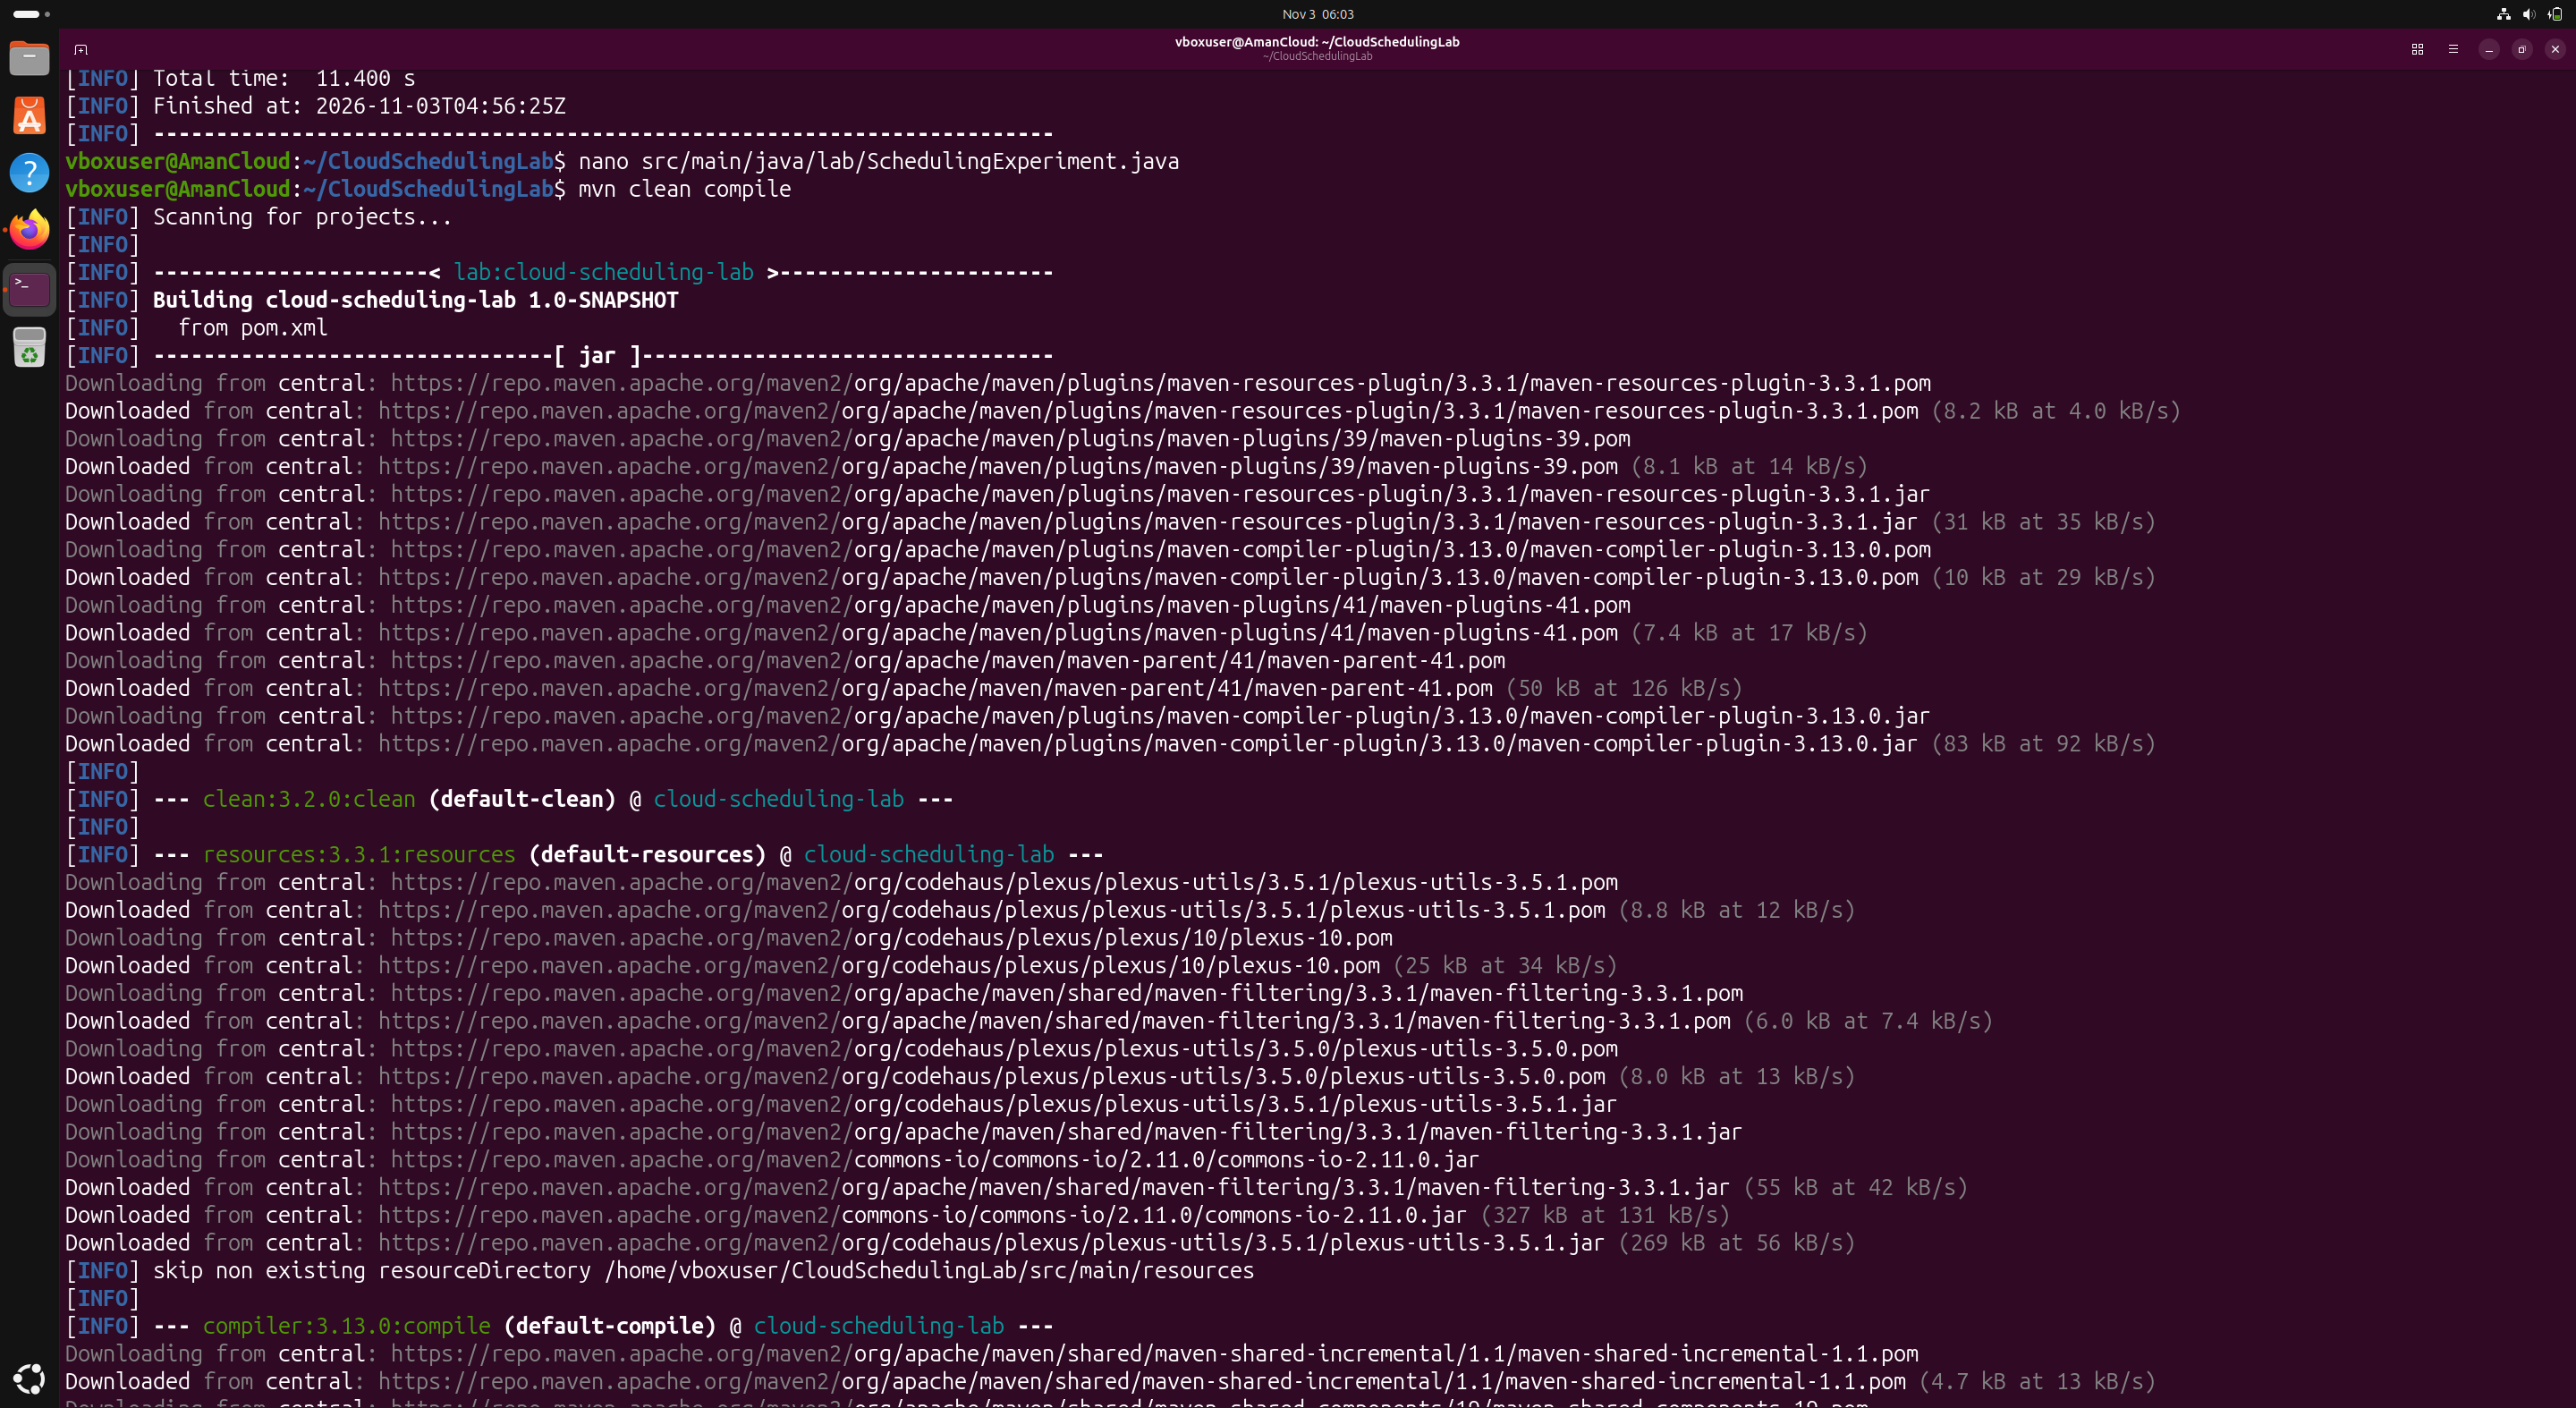 Nov 3 06:03
vboxuser@AmanCloud: ~/CloudSchedulingLab
~/CloudSchedulingLab
[INFO] Total time:  11.400 s
[INFO] Finished at: 2026-11-03T04:56:25Z
[INFO] ------------------------------------------------------------------------
vboxuser@AmanCloud:~/CloudSchedulingLab$ nano src/main/java/lab/SchedulingExperiment.java
vboxuser@AmanCloud:~/CloudSchedulingLab$ mvn clean compile
[INFO] Scanning for projects...
[INFO]
[INFO] ----------------------< lab:cloud-scheduling-lab >----------------------
[INFO] Building cloud-scheduling-lab 1.0-SNAPSHOT
[INFO]   from pom.xml
[INFO] --------------------------------[ jar ]---------------------------------
Downloading from central: https://repo.maven.apache.org/maven2/org/apache/maven/plugins/maven-resources-plugin/3.3.1/maven-resources-plugin-3.3.1.pom
Downloaded from central: https://repo.maven.apache.org/maven2/org/apache/maven/plugins/maven-resources-plugin/3.3.1/maven-resources-plugin-3.3.1.pom (8.2 kB at 4.0 kB/s)
Downloading from central: https://repo.maven.apache.org/maven2/org/apache/maven/plugins/maven-plugins/39/maven-plugins-39.pom
Downloaded from central: https://repo.maven.apache.org/maven2/org/apache/maven/plugins/maven-plugins/39/maven-plugins-39.pom (8.1 kB at 14 kB/s)
Downloading from central: https://repo.maven.apache.org/maven2/org/apache/maven/plugins/maven-resources-plugin/3.3.1/maven-resources-plugin-3.3.1.jar
Downloaded from central: https://repo.maven.apache.org/maven2/org/apache/maven/plugins/maven-resources-plugin/3.3.1/maven-resources-plugin-3.3.1.jar (31 kB at 35 kB/s)
Downloading from central: https://repo.maven.apache.org/maven2/org/apache/maven/plugins/maven-compiler-plugin/3.13.0/maven-compiler-plugin-3.13.0.pom
Downloaded from central: https://repo.maven.apache.org/maven2/org/apache/maven/plugins/maven-compiler-plugin/3.13.0/maven-compiler-plugin-3.13.0.pom (10 kB at 29 kB/s)
Downloading from central: https://repo.maven.apache.org/maven2/org/apache/maven/plugins/maven-plugins/41/maven-plugins-41.pom
Downloaded from central: https://repo.maven.apache.org/maven2/org/apache/maven/plugins/maven-plugins/41/maven-plugins-41.pom (7.4 kB at 17 kB/s)
Downloading from central: https://repo.maven.apache.org/maven2/org/apache/maven/maven-parent/41/maven-parent-41.pom
Downloaded from central: https://repo.maven.apache.org/maven2/org/apache/maven/maven-parent/41/maven-parent-41.pom (50 kB at 126 kB/s)
Downloading from central: https://repo.maven.apache.org/maven2/org/apache/maven/plugins/maven-compiler-plugin/3.13.0/maven-compiler-plugin-3.13.0.jar
Downloaded from central: https://repo.maven.apache.org/maven2/org/apache/maven/plugins/maven-compiler-plugin/3.13.0/maven-compiler-plugin-3.13.0.jar (83 kB at 92 kB/s)
[INFO]
[INFO] --- clean:3.2.0:clean (default-clean) @ cloud-scheduling-lab ---
[INFO]
[INFO] --- resources:3.3.1:resources (default-resources) @ cloud-scheduling-lab ---
Downloading from central: https://repo.maven.apache.org/maven2/org/codehaus/plexus/plexus-utils/3.5.1/plexus-utils-3.5.1.pom
Downloaded from central: https://repo.maven.apache.org/maven2/org/codehaus/plexus/plexus-utils/3.5.1/plexus-utils-3.5.1.pom (8.8 kB at 12 kB/s)
Downloading from central: https://repo.maven.apache.org/maven2/org/codehaus/plexus/plexus/10/plexus-10.pom
Downloaded from central: https://repo.maven.apache.org/maven2/org/codehaus/plexus/plexus/10/plexus-10.pom (25 kB at 34 kB/s)
Downloading from central: https://repo.maven.apache.org/maven2/org/apache/maven/shared/maven-filtering/3.3.1/maven-filtering-3.3.1.pom
Downloaded from central: https://repo.maven.apache.org/maven2/org/apache/maven/shared/maven-filtering/3.3.1/maven-filtering-3.3.1.pom (6.0 kB at 7.4 kB/s)
Downloading from central: https://repo.maven.apache.org/maven2/org/codehaus/plexus/plexus-utils/3.5.0/plexus-utils-3.5.0.pom
Downloaded from central: https://repo.maven.apache.org/maven2/org/codehaus/plexus/plexus-utils/3.5.0/plexus-utils-3.5.0.pom (8.0 kB at 13 kB/s)
Downloading from central: https://repo.maven.apache.org/maven2/org/codehaus/plexus/plexus-utils/3.5.1/plexus-utils-3.5.1.jar
Downloading from central: https://repo.maven.apache.org/maven2/org/apache/maven/shared/maven-filtering/3.3.1/maven-filtering-3.3.1.jar
Downloading from central: https://repo.maven.apache.org/maven2/commons-io/commons-io/2.11.0/commons-io-2.11.0.jar
Downloaded from central: https://repo.maven.apache.org/maven2/org/apache/maven/shared/maven-filtering/3.3.1/maven-filtering-3.3.1.jar (55 kB at 42 kB/s)
Downloaded from central: https://repo.maven.apache.org/maven2/commons-io/commons-io/2.11.0/commons-io-2.11.0.jar (327 kB at 131 kB/s)
Downloaded from central: https://repo.maven.apache.org/maven2/org/codehaus/plexus/plexus-utils/3.5.1/plexus-utils-3.5.1.jar (269 kB at 56 kB/s)
[INFO] skip non existing resourceDirectory /home/vboxuser/CloudSchedulingLab/src/main/resources
[INFO]
[INFO] --- compiler:3.13.0:compile (default-compile) @ cloud-scheduling-lab ---
Downloading from central: https://repo.maven.apache.org/maven2/org/apache/maven/shared/maven-shared-incremental/1.1/maven-shared-incremental-1.1.pom
Downloaded from central: https://repo.maven.apache.org/maven2/org/apache/maven/shared/maven-shared-incremental/1.1/maven-shared-incremental-1.1.pom (4.7 kB at 13 kB/s)
Downloading from central: https://repo.maven.apache.org/maven2/org/apache/maven/shared/maven-shared-components/19/maven-shared-components-19.pom